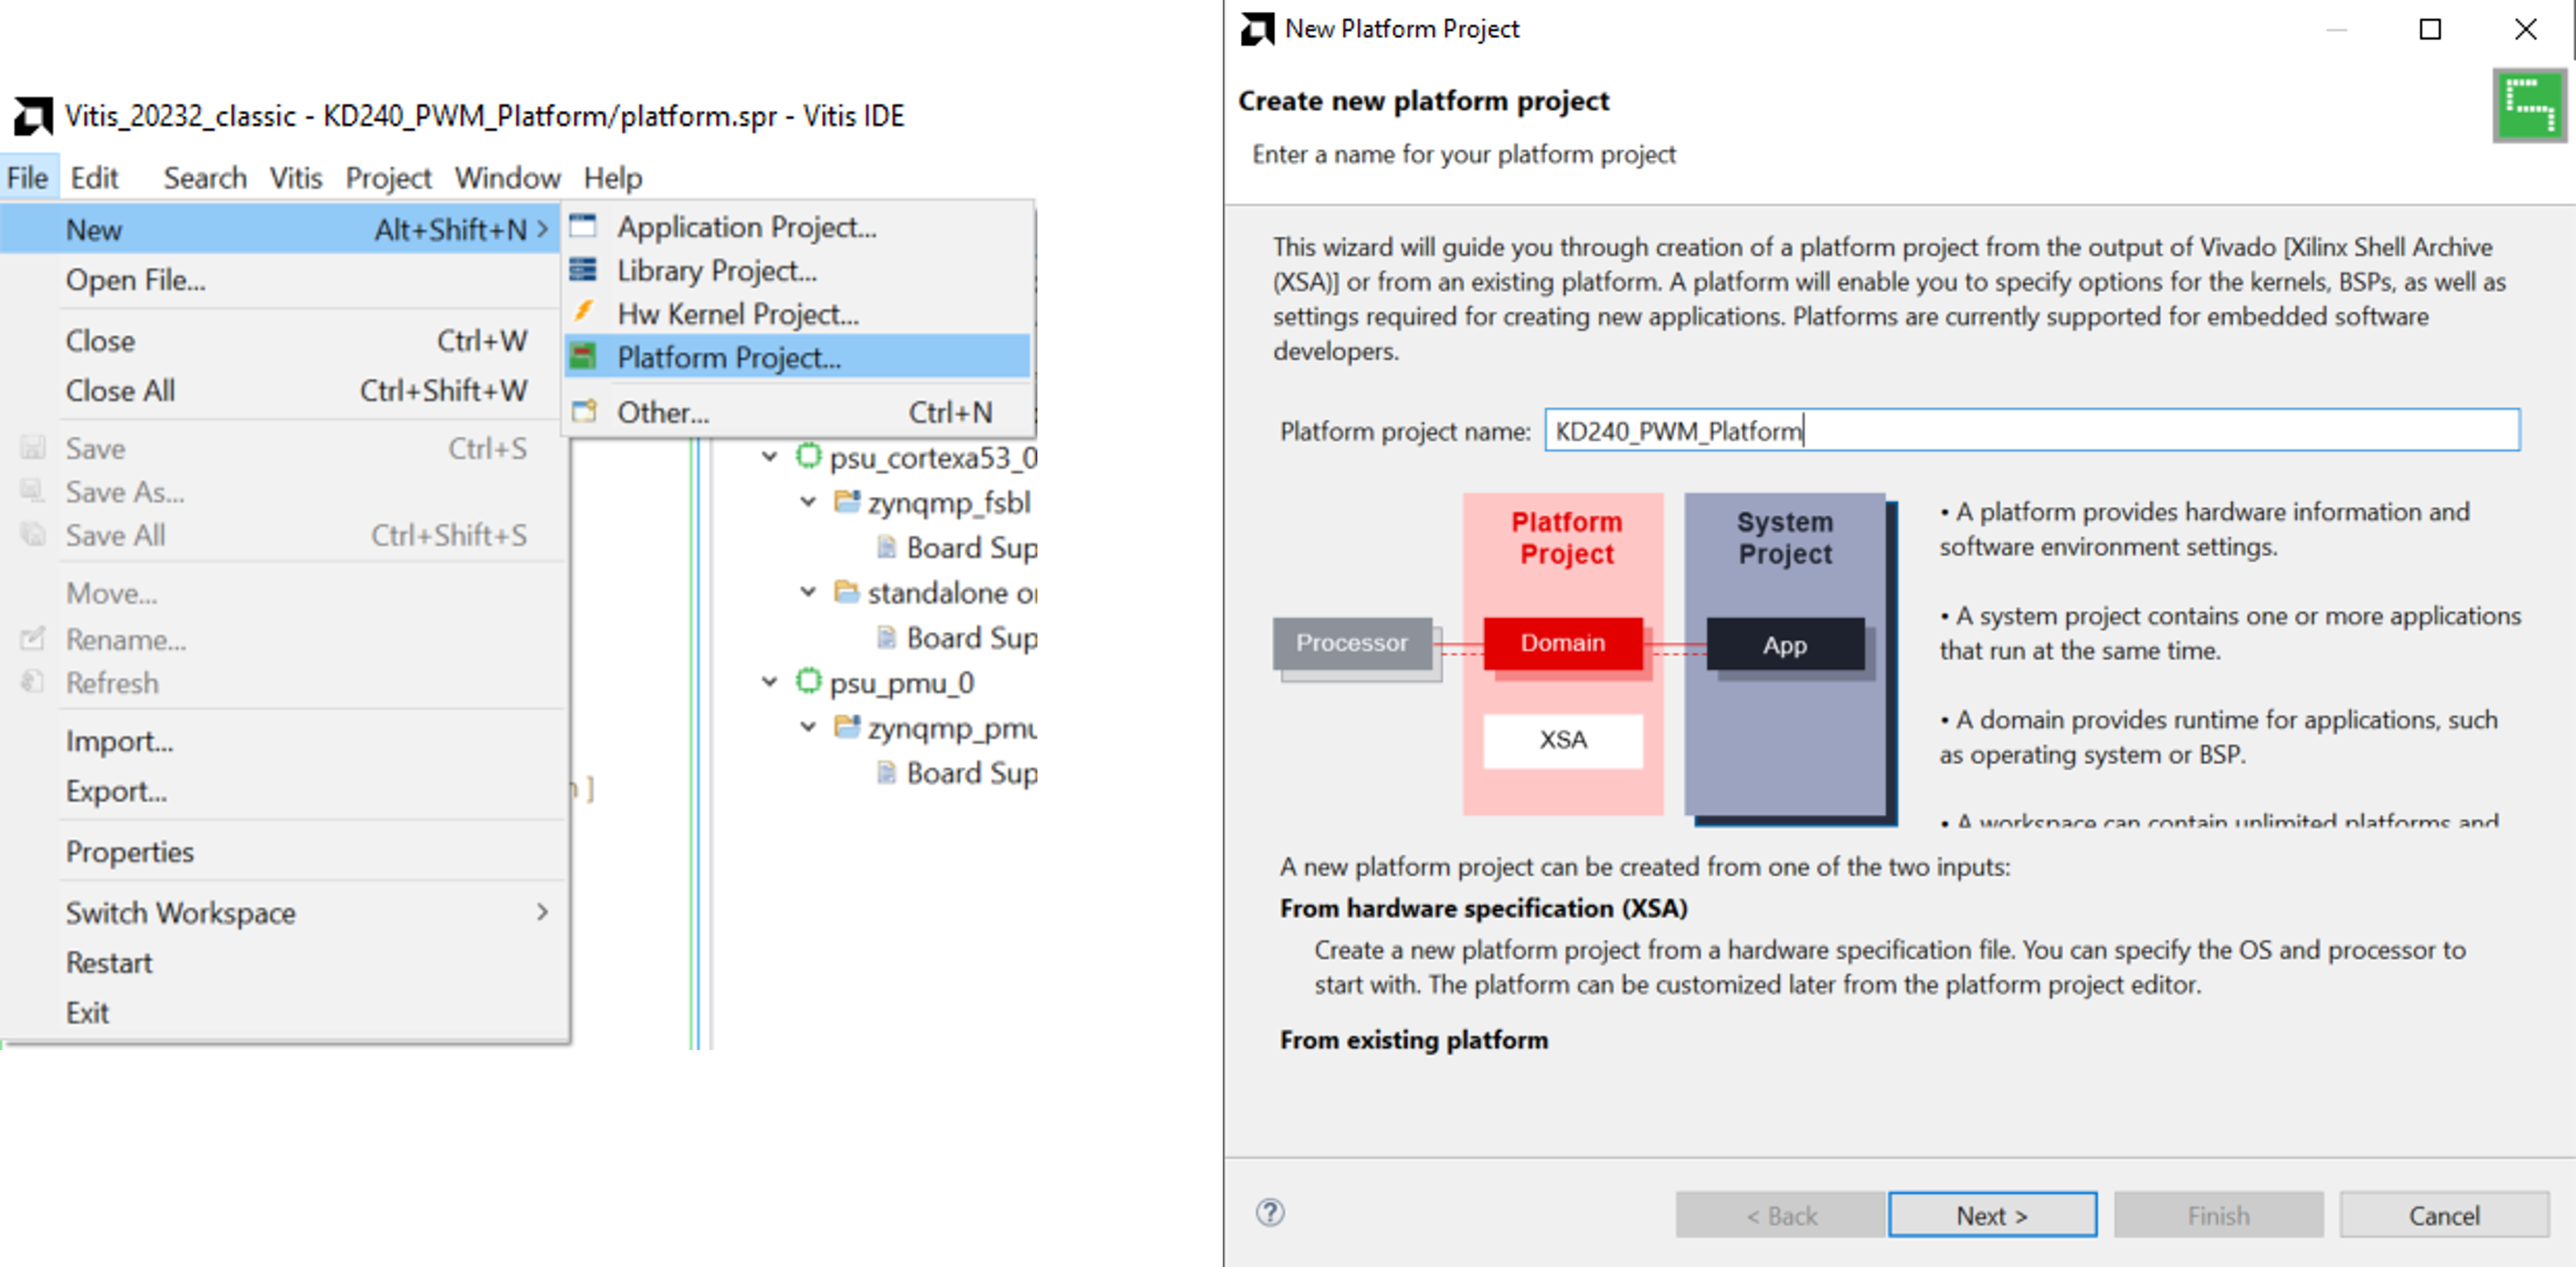 Vitis_20232_classic - KD240_PWM_Platform/platform.spr - Vitis IDE
File Edit Search Vitis Project Window Help
New Alt+Shift+N >
Open File...
Close Ctrl+W
Close All Ctrl+Shift+W
Save Ctrl+S
Save As...
Save All Ctrl+Shift+S
Move...
Rename...
Refresh
Import...
Export...
Properties
Switch Workspace >
Restart
Exit
Application Project...
Library Project...
Hw Kernel Project...
Platform Project...
Other... Ctrl+N
psu_cortexa53_0
zynqmp_fsbl
Board Sup
standalone o
Board Sup
psu_pmu_0
zynqmp_pmu
Board Sup
]
New Platform Project
Create new platform project
Enter a name for your platform project
This wizard will guide you through creation of a platform project from the output of Vivado [Xilinx Shell Archive
(XSA)] or from an existing platform. A platform will enable you to specify options for the kernels, BSPs, as well as
settings required for creating new applications. Platforms are currently supported for embedded software
developers.
Platform project name: KD240_PWM_Platform
Platform
Project
System
Project
Processor
Domain
App
XSA
• A platform provides hardware information and
software environment settings.
• A system project contains one or more applications
that run at the same time.
• A domain provides runtime for applications, such
as operating system or BSP.
• A workspace can contain unlimited platforms and
A new platform project can be created from one of the two inputs:
From hardware specification (XSA)
Create a new platform project from a hardware specification file. You can specify the OS and processor to
start with. The platform can be customized later from the platform project editor.
From existing platform
< Back Next > Finish Cancel